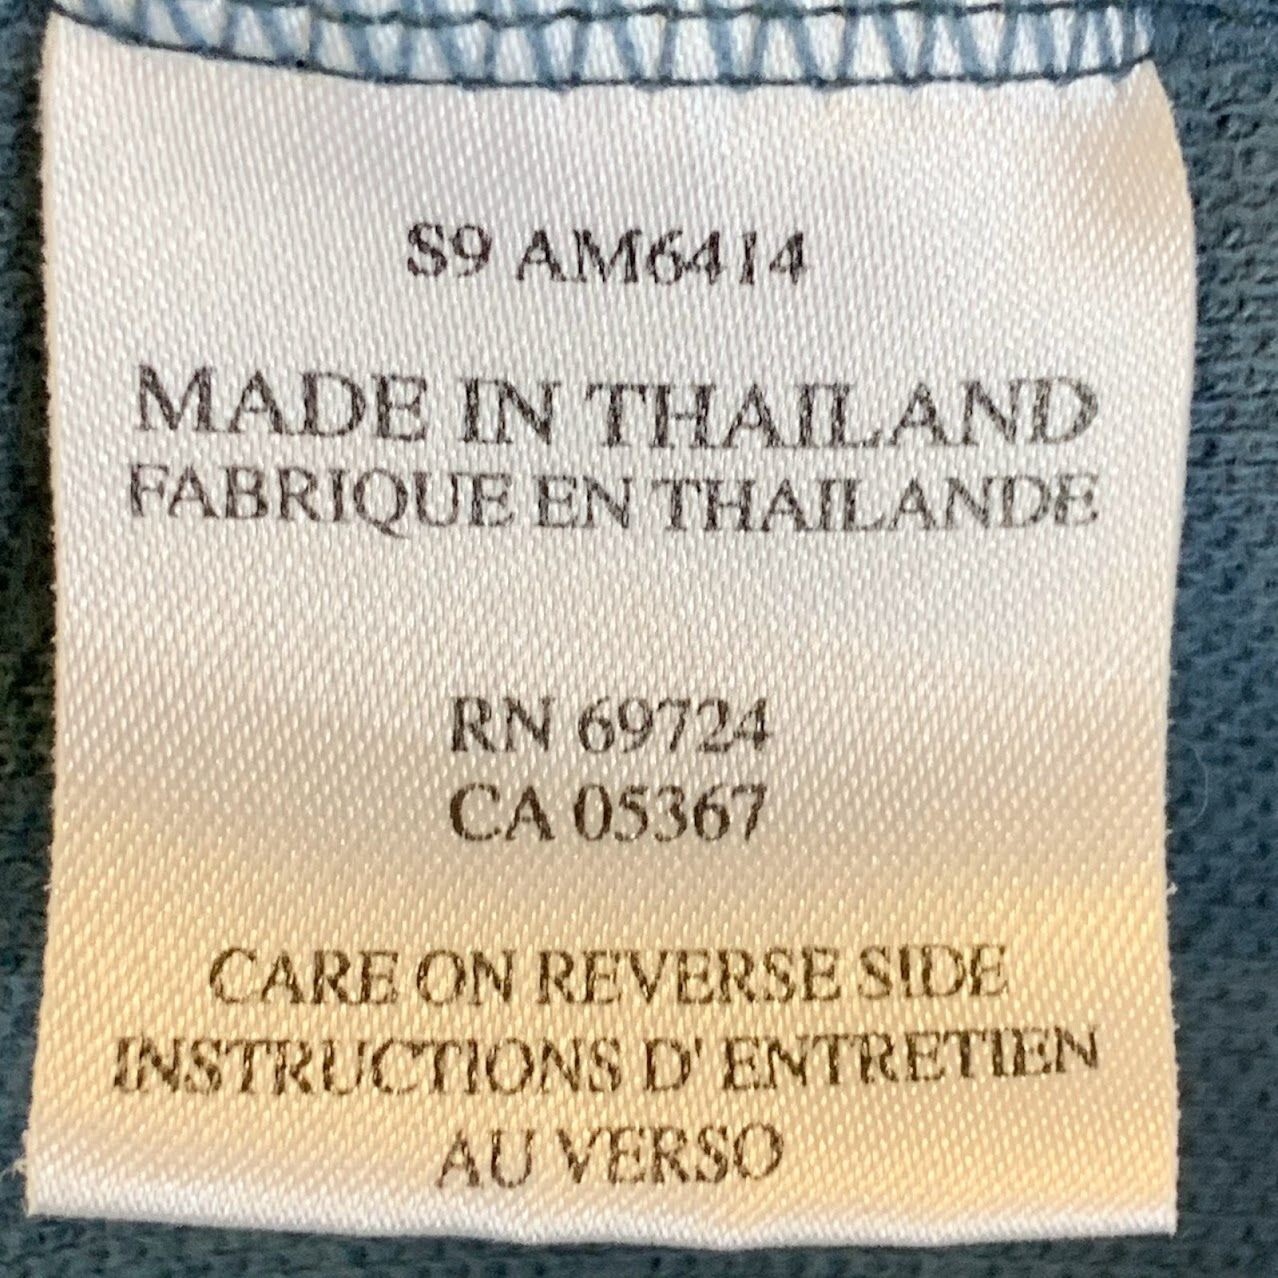 S9 AM6414
MADE IN THAILAND
FABRIQUE EN THAILANDE
RN 69724
CA 05367
CARE ON REVERSE SIDE
INSTRUCTIONS D' ENTRETIEN
AU VERSO